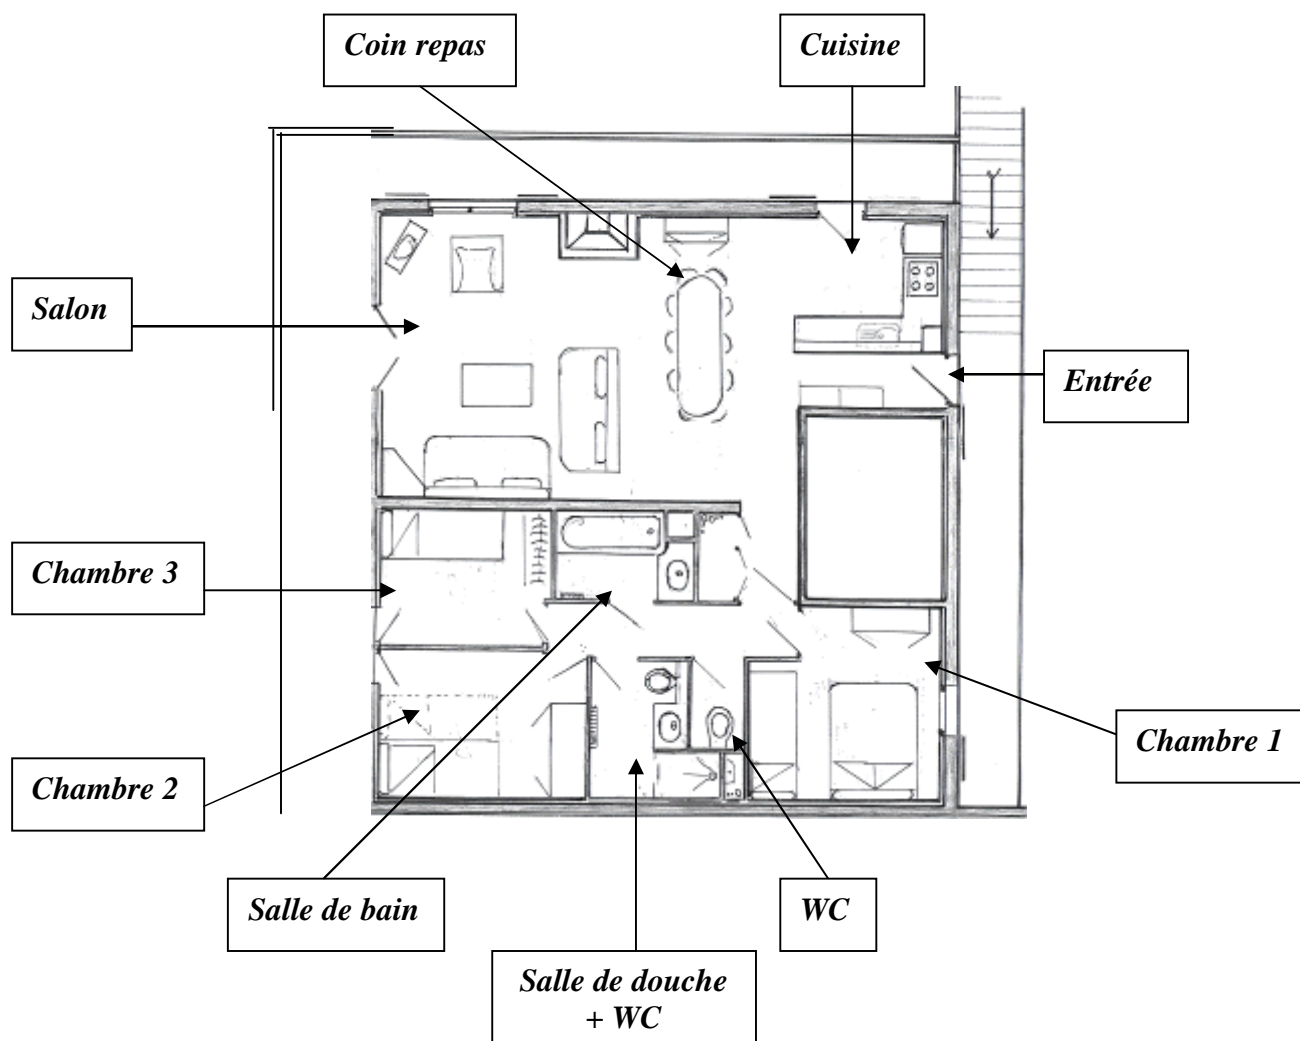 Coin repas
Cuisine
Salon
Entrée
Chambre 3
Chambre 1
Chambre 2
Salle de bain
WC
Salle de douche
+ WC